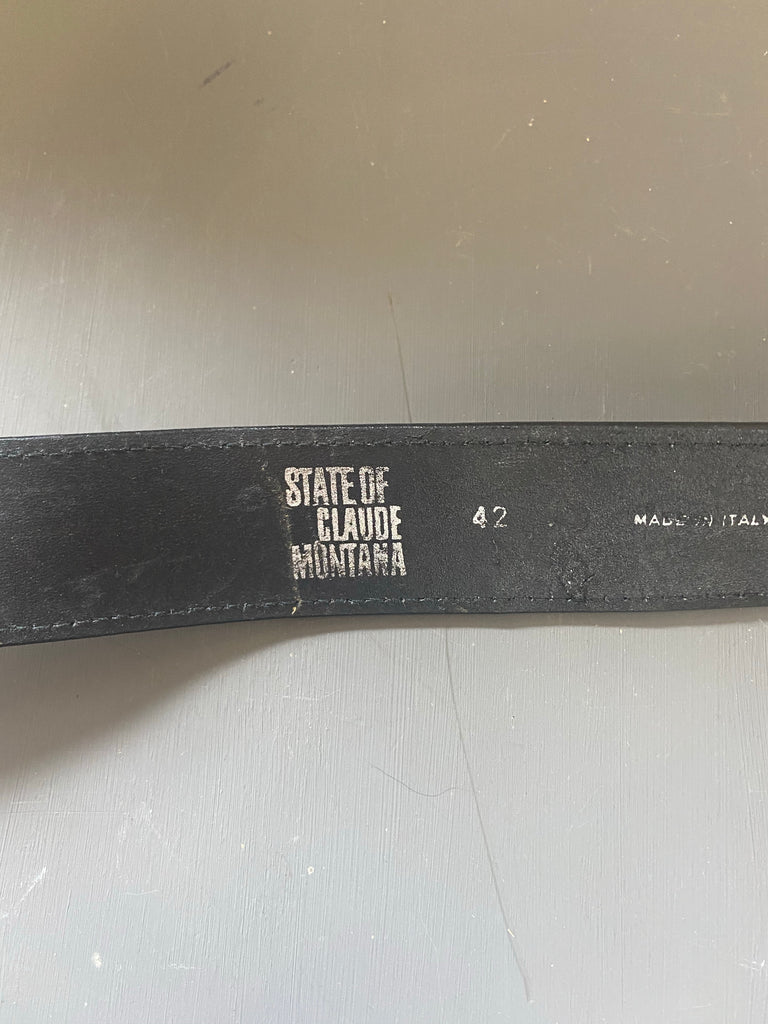 STATE OF
CLAUDE
MONTANA
42
MADE IN ITALY